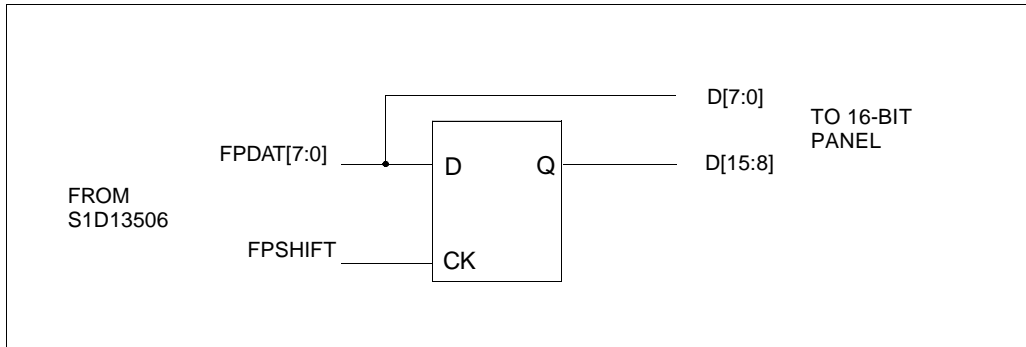 D[7:0]
TO 16-BIT
PANEL
FPDAT[7:0]
D
Q
D[15:8]
FROM
S1D13506
FPSHIFT
CK